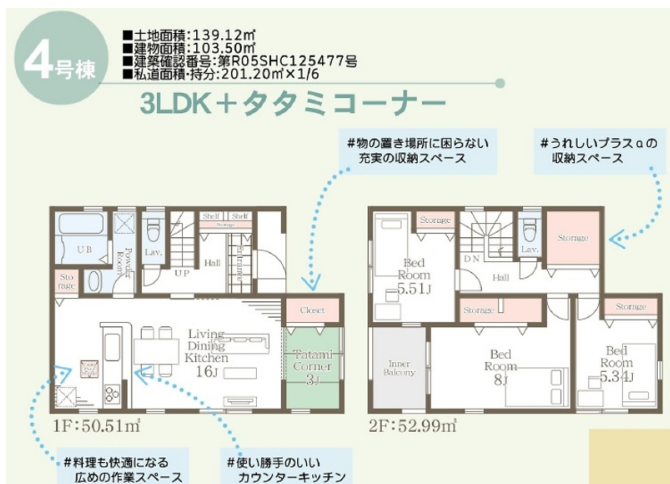 4号棟
■土地面積:139.12㎡
■建物面積:103.50㎡
■建築確認番号:第R05SHC125477号
■私道面積・持分:201.20㎡×1/6
3LDK+タタミコーナー
#物の置き場所に困らない
充実の収納スペース
#うれしいプラスαの
収納スペース
UB
Powder
Room
Lav.
UP
Shelf
Shelf
Storage
Hall
Entrance
Sto
rage
Living
Dining
Kitchen
16J
Closet
Tatami
Corner
3J
1F:50.51㎡
Storage
Bed
Room
5.51J
DN
Lav.
Hall
Storage
Storage
Inner
Balcony
Bed
Room
8J
Storage
Bed
Room
5.34J
2F:52.99㎡
#料理も快適になる
広めの作業スペース
#使い勝手のいい
カウンターキッチン